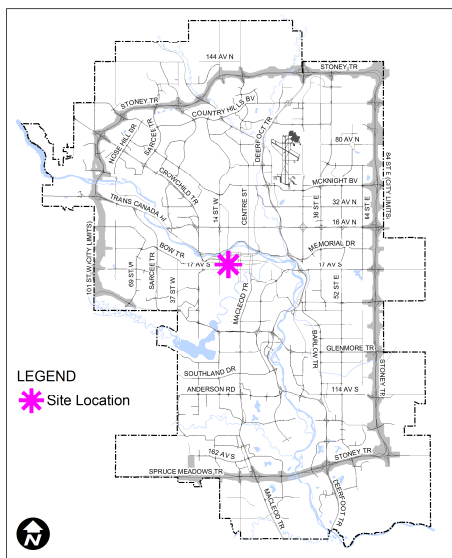 144 AV N
STONEY TR
STONEY TR
COUNTRY HILLS BV
DEERFOOT TR
NOSE HILL DR
SARCEE TR
80 AV N
CROWCHILD TR
14 ST W
CENTRE ST
MCKNIGHT BV
36 ST E
32 AV N
44 ST E
84 ST E (CITY LIMITS)
16 AV N
TRANS CANADA
BOW TR
MEMORIAL DR
17 AV S
17 AV S
101 ST W (CITY LIMITS)
69 ST W
SARCEE TR
37 ST W
MACLEOD TR
52 ST E
BARLOW TR
GLENMORE TR
STONEY TR
SOUTHLAND DR
ANDERSON RD
114 AV S
LEGEND
Site Location
162 AV S
STONEY TR
SPRUCE MEADOWS TR
MACLEOD TR
DEERFOOT TR
N